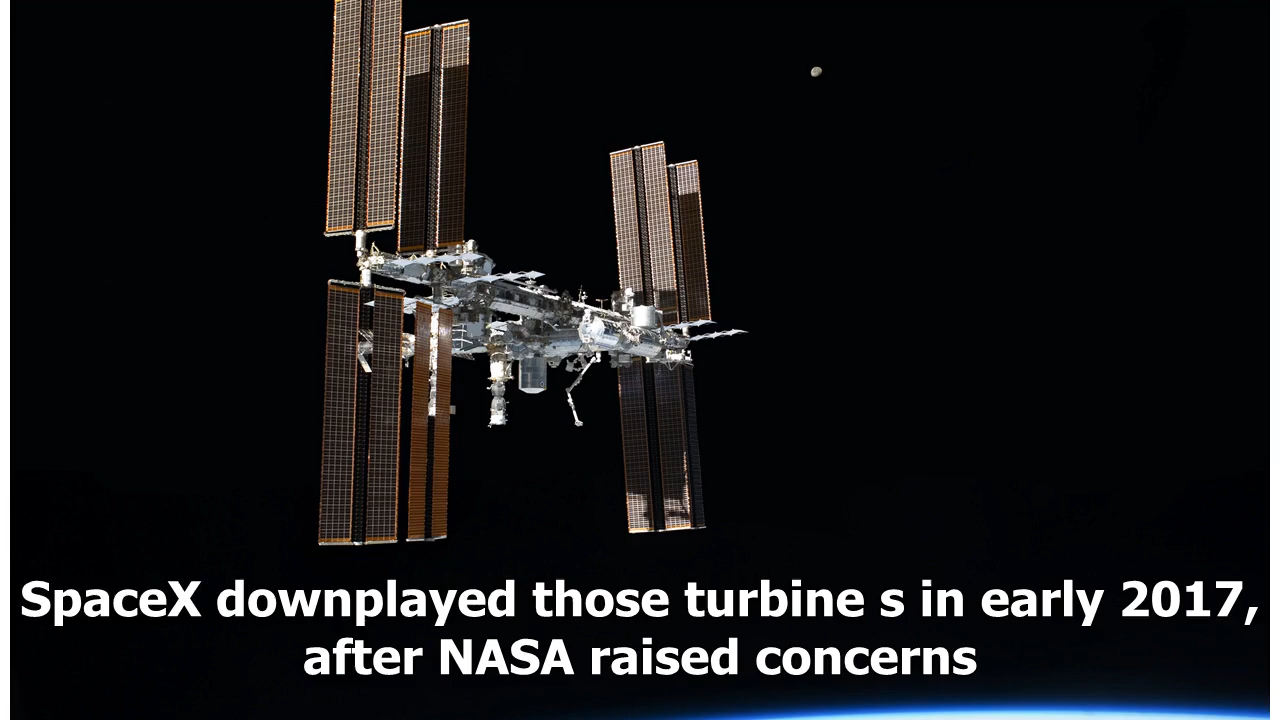 SpaceX downplayed those turbine s in early 2017,
after NASA raised concerns